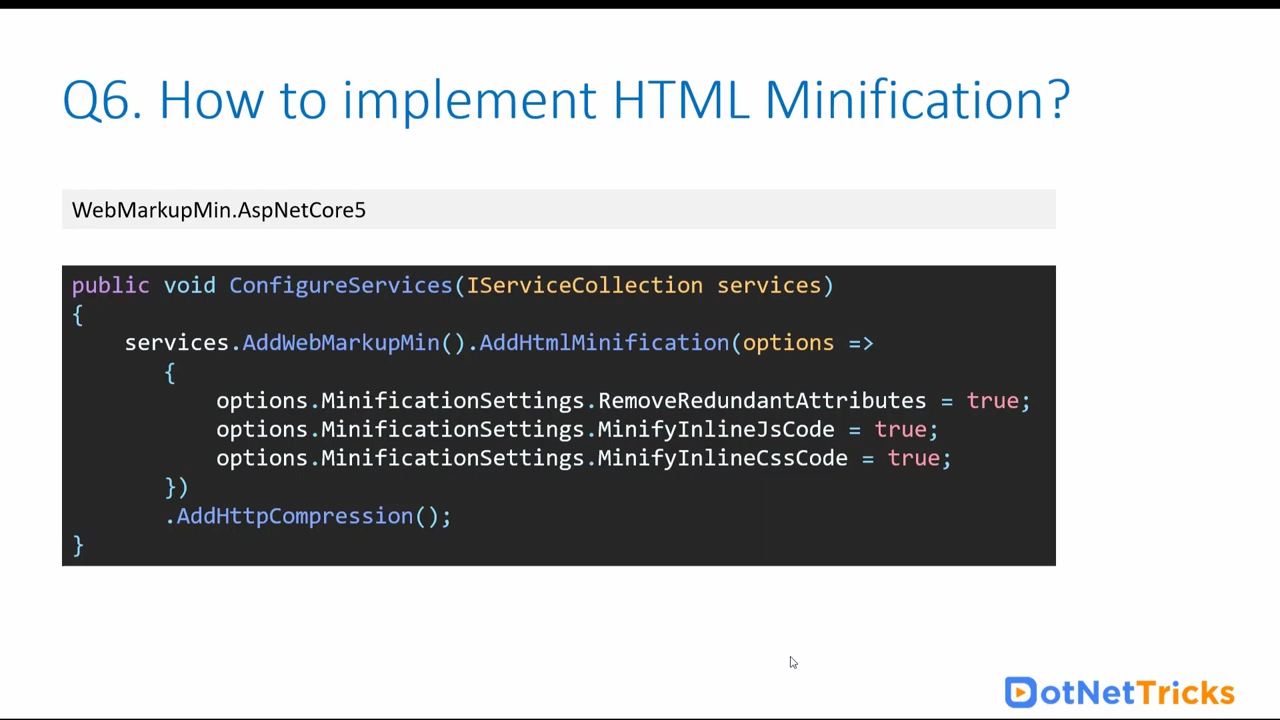 Q6. How to implement HTML Minification?
WebMarkupMin.AspNetCore5
public void ConfigureServices(IServiceCollection services)
{
    services.AddWebMarkupMin().AddHtmlMinification(options =>
       {
           options.MinificationSettings.RemoveRedundantAttributes = true;
           options.MinificationSettings.MinifyInlineJsCode = true;
           options.MinificationSettings.MinifyInlineCssCode = true;
       })
       .AddHttpCompression();
}
DotNetTricks